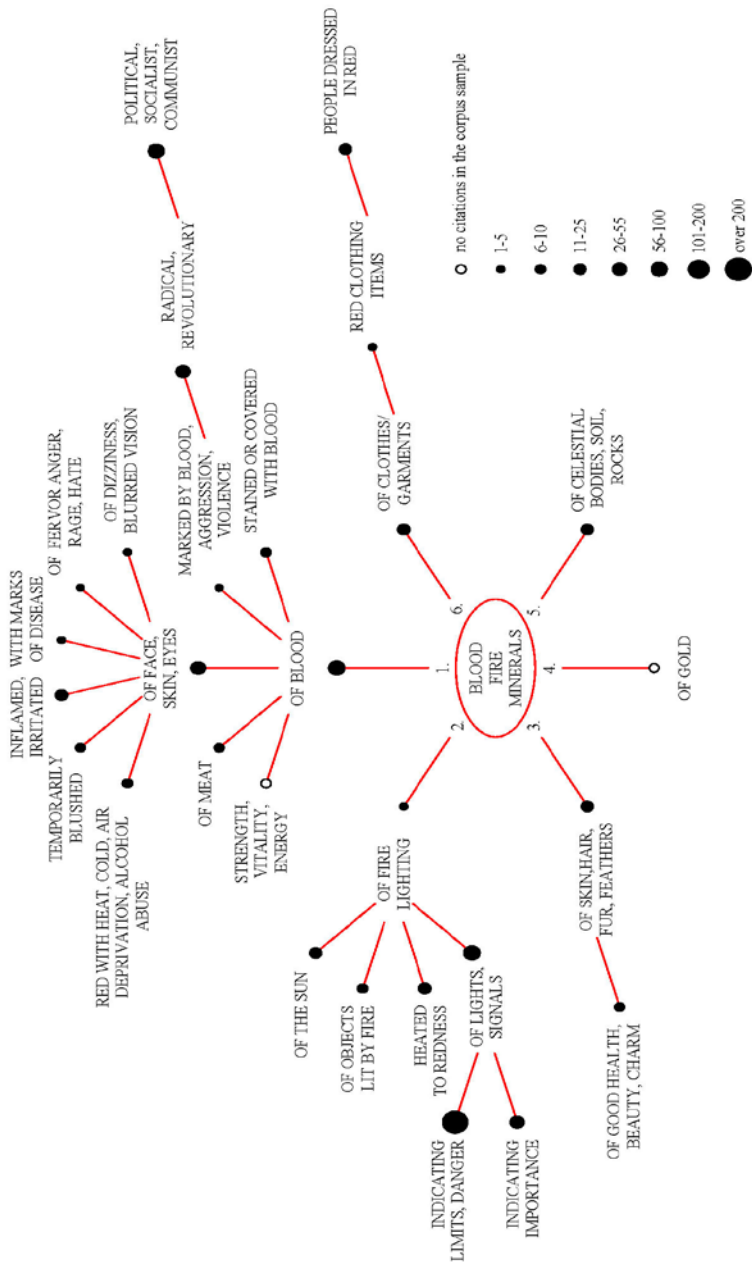 POLITICAL,
SOCIALIST,
COMMUNIST
RADICAL,
REVOLUTIONARY
PEOPLE DRESSED
IN RED
RED CLOTHING
ITEMS
OF FERVOR ANGER,
RAGE, HATE
OF DIZZINESS,
BLURRED VISION
WITH MARKS
OF DISEASE
INFLAMED,
IRRITATED
TEMPORARILY
BLUSHED
RED WITH HEAT, COLD, AIR
DEPRIVATION, ALCOHOL
ABUSE
OF FACE,
SKIN, EYES
MARKED BY BLOOD,
AGGRESSION,
VIOLENCE
STAINED OR COVERED
WITH BLOOD
OF BLOOD
OF MEAT
STRENGTH,
VITALITY,
ENERGY
OF CLOTHES/
GARMENTS
OF CELESTIAL
BODIES, SOIL,
ROCKS
1.
2.
3.
4.
5.
6.
BLOOD
FIRE
MINERALS
OF GOLD
OF FIRE
LIGHTING
OF THE SUN
OF OBJECTS
LIT BY FIRE
HEATED
TO REDNESS
OF LIGHTS,
SIGNALS
INDICATING
LIMITS, DANGER
INDICATING
IMPORTANCE
OF SKIN,HAIR,
FUR, FEATHERS
OF GOOD HEALTH,
BEAUTY, CHARM
no citations in the corpus sample
1-5
6-10
11-25
26-55
56-100
101-200
over 200